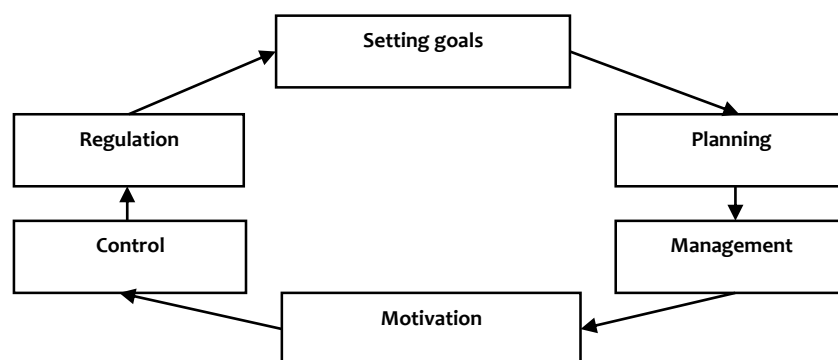 Setting goals
Regulation
Planning
Control
Management
Motivation